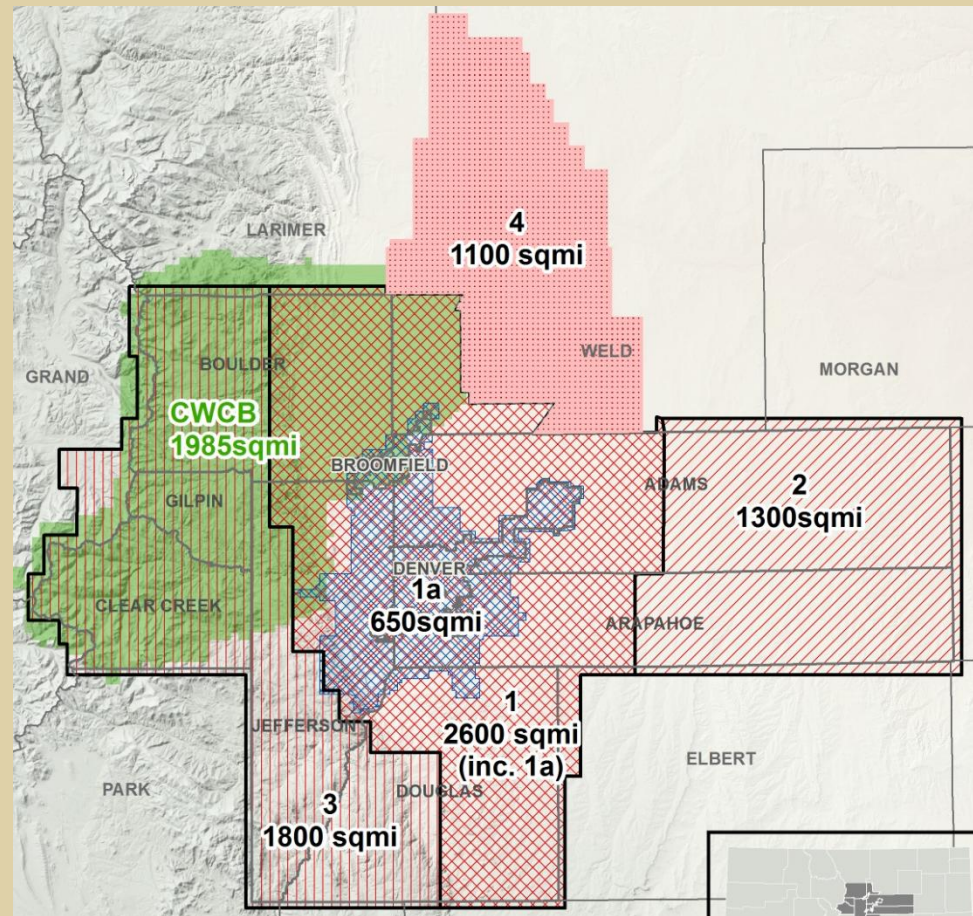 4
1100 sqmi
LARIMER
WELD
MORGAN
GRAND
BOULDER
CWCB
1985sqmi
BROOMFIELD
ADAMS
2
1300sqmi
GILPIN
DENVER
1a
650sqmi
CLEAR CREEK
ARAPAHOE
1
2600 sqmi
(inc. 1a)
JEFFERSON
ELBERT
PARK
DOUGLAS
3
1800 sqmi